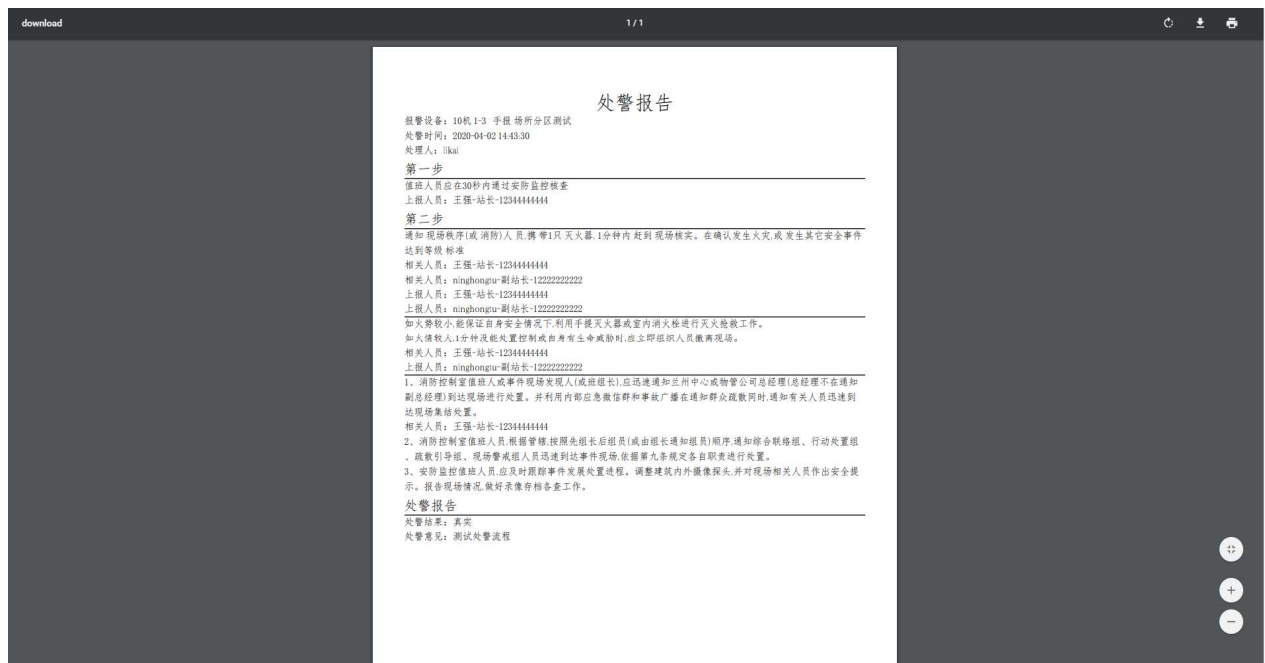 download
1 / 1
处警报告
报警设备：10机1-3 手报 场所分区测试
处警时间：2020-04-02 14:43:30
处理人：likai
第一步
值班人员应在30秒内通过安防监控核查
上报人员：王强-站长-12344444444
第二步
通知 现场秩序(或 消防)人 员,携 带1只 灭火器,1分钟内 赶到 现场核实。在确认发生火灾,或 发生其它安全事件
达到等级 标准
相关人员：王强-站长-12344444444
相关人员：ninghongtu-副站长-12222222222
上报人员：王强-站长-12344444444
上报人员：ninghongtu-副站长-12222222222
如火势较小,能保证自身安全情况下,利用手提灭火器或室内消火栓进行灭火抢救工作。
如火情较大,1分钟没能处置控制或自身有生命威胁时,应立即组织人员撤离现场。
相关人员：王强-站长-12344444444
上报人员：ninghongtu-副站长-12222222222
1、消防控制室值班人或事件现场发现人(或班组长),应迅速通知兰州中心或物管公司总经理(总经理不在通知
副总经理)到达现场进行处置。并利用内部应急微信群和事故广播在通知群众疏散同时,通知有关人员迅速到
达现场集结处置。
相关人员：王强-站长-12344444444
2、消防控制室值班人员,根据管辖,按照先组长后组员(或由组长通知组员)顺序,通知综合联络组、行动处置组
、疏散引导组、现场警戒组人员迅速到达事件现场,依据第九条规定各自职责进行处置。
3、安防监控值班人员,应及时跟踪事件发展处置进程。调整建筑内外摄像探头,并对现场相关人员作出安全提
示。报告现场情况,做好录像存档备查工作。
处警报告
处警结果：真实
处警意见：测试处警流程